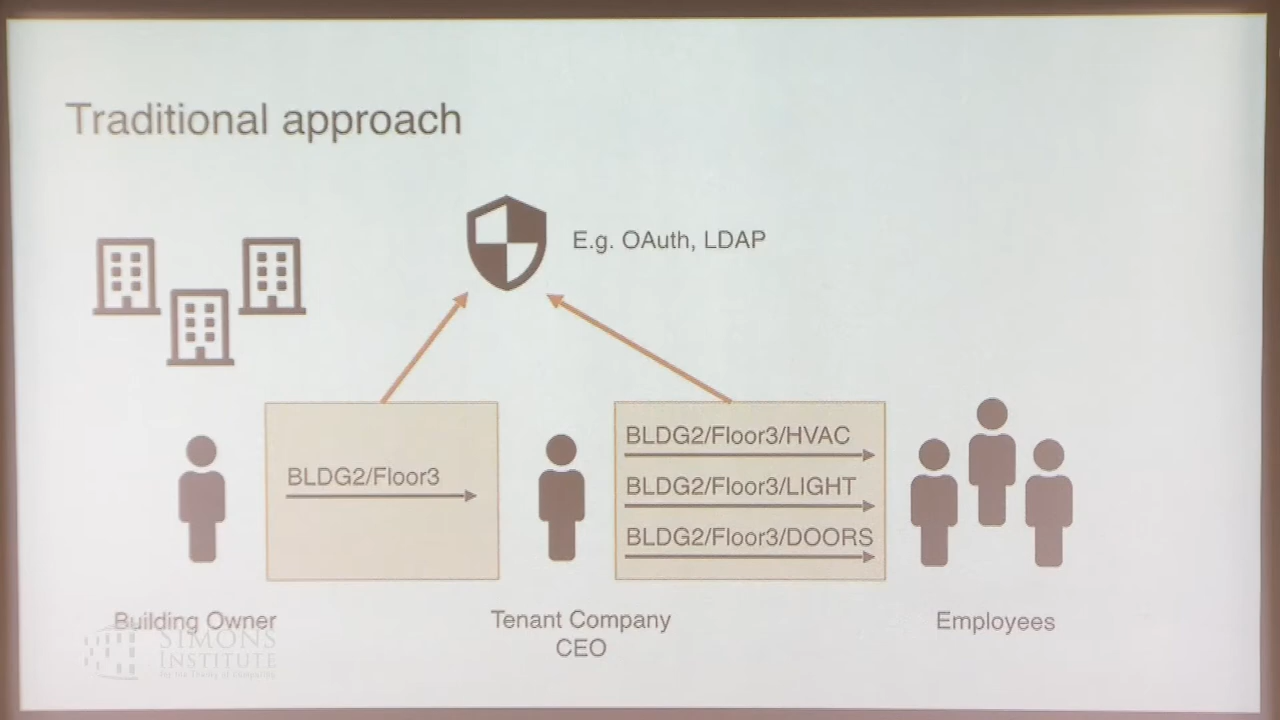 Traditional approach
E.g. OAuth, LDAP
BLDG2/Floor3
BLDG2/Floor3/HVAC
BLDG2/Floor3/LIGHT
BLDG2/Floor3/DOORS
Building Owner
Tenant Company
CEO
Employees
SIMONS
INSTITUTE
for the Theory of Computing